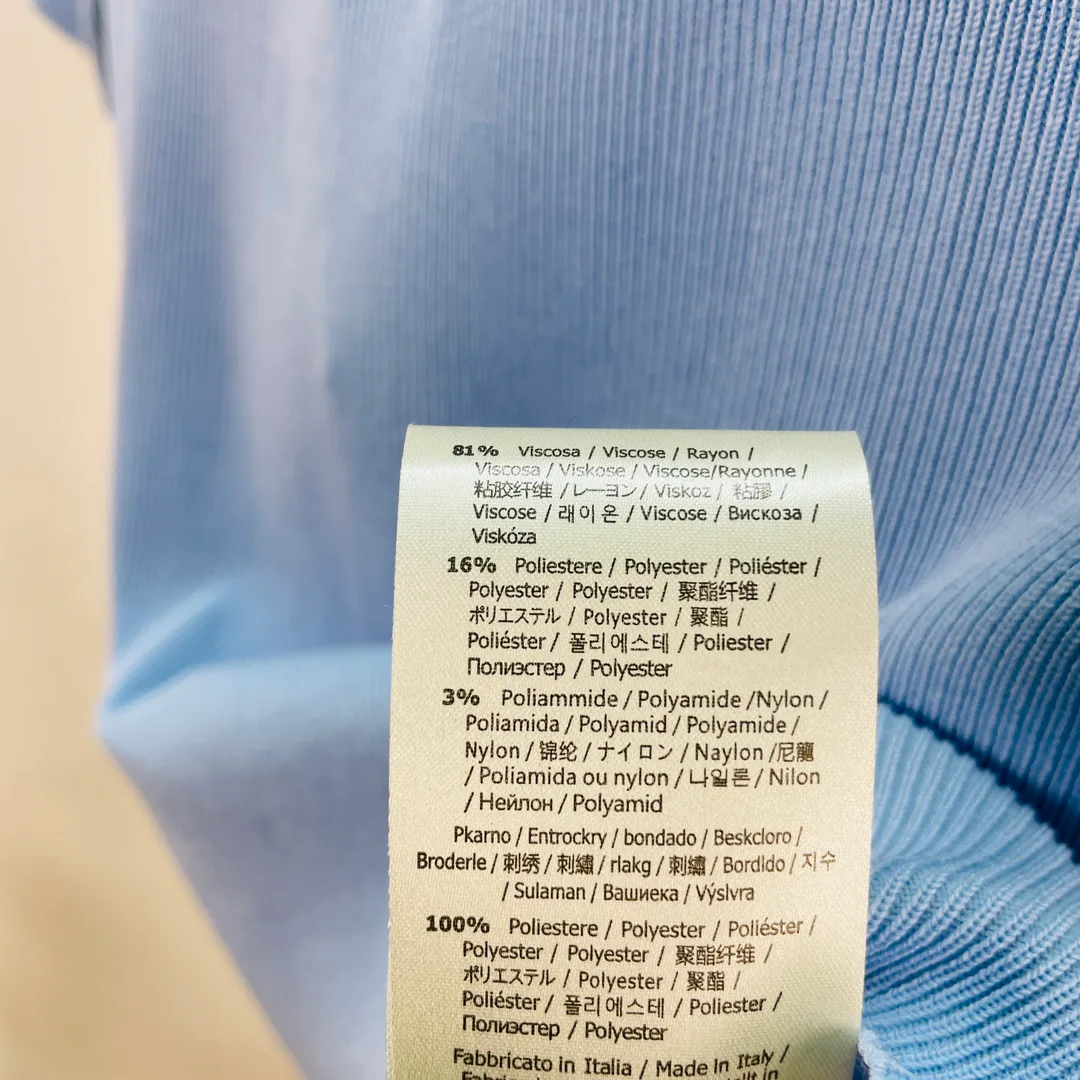 81% Viscosa / Viscose / Rayon /
Viscosa / Viskose / Viscose/Rayonne /
粘胶纤维 /レーヨン/ Viskoz / 粘膠 /
Viscose / 래이온 / Viscose / Вискоза /
Viskóza
16% Poliestere / Polyester / Poliéster /
Polyester / Polyester / 聚酯纤维 /
ポリエステル / Polyester / 聚酯 /
Poliéster / 폴리에스테 / Poliester /
Полиэстер / Polyester
3% Poliammide / Polyamide /Nylon /
Poliamida / Polyamid / Polyamide /
Nylon / 锦纶 / ナイロン / Naylon /尼龍
/ Poliamida ou nylon / 나일론 / Nilon
/ Нейлон / Polyamid
Pkarno / Entrockry / bondado / Beskcloro /
Broderle / 刺绣 / 刺繡 / rlakg / 刺繡 / Bordldo / 지수
/ Sulaman / Вашиека / Výslvra
100% Poliestere / Polyester / Poliéster /
Polyester / Polyester / 聚酯纤维 /
ポリエステル / Polyester / 聚酯 /
Poliéster / 폴리에스테 / Poliester /
Полиэстер / Polyester
Fabbricato in Italia / Made in Italy /